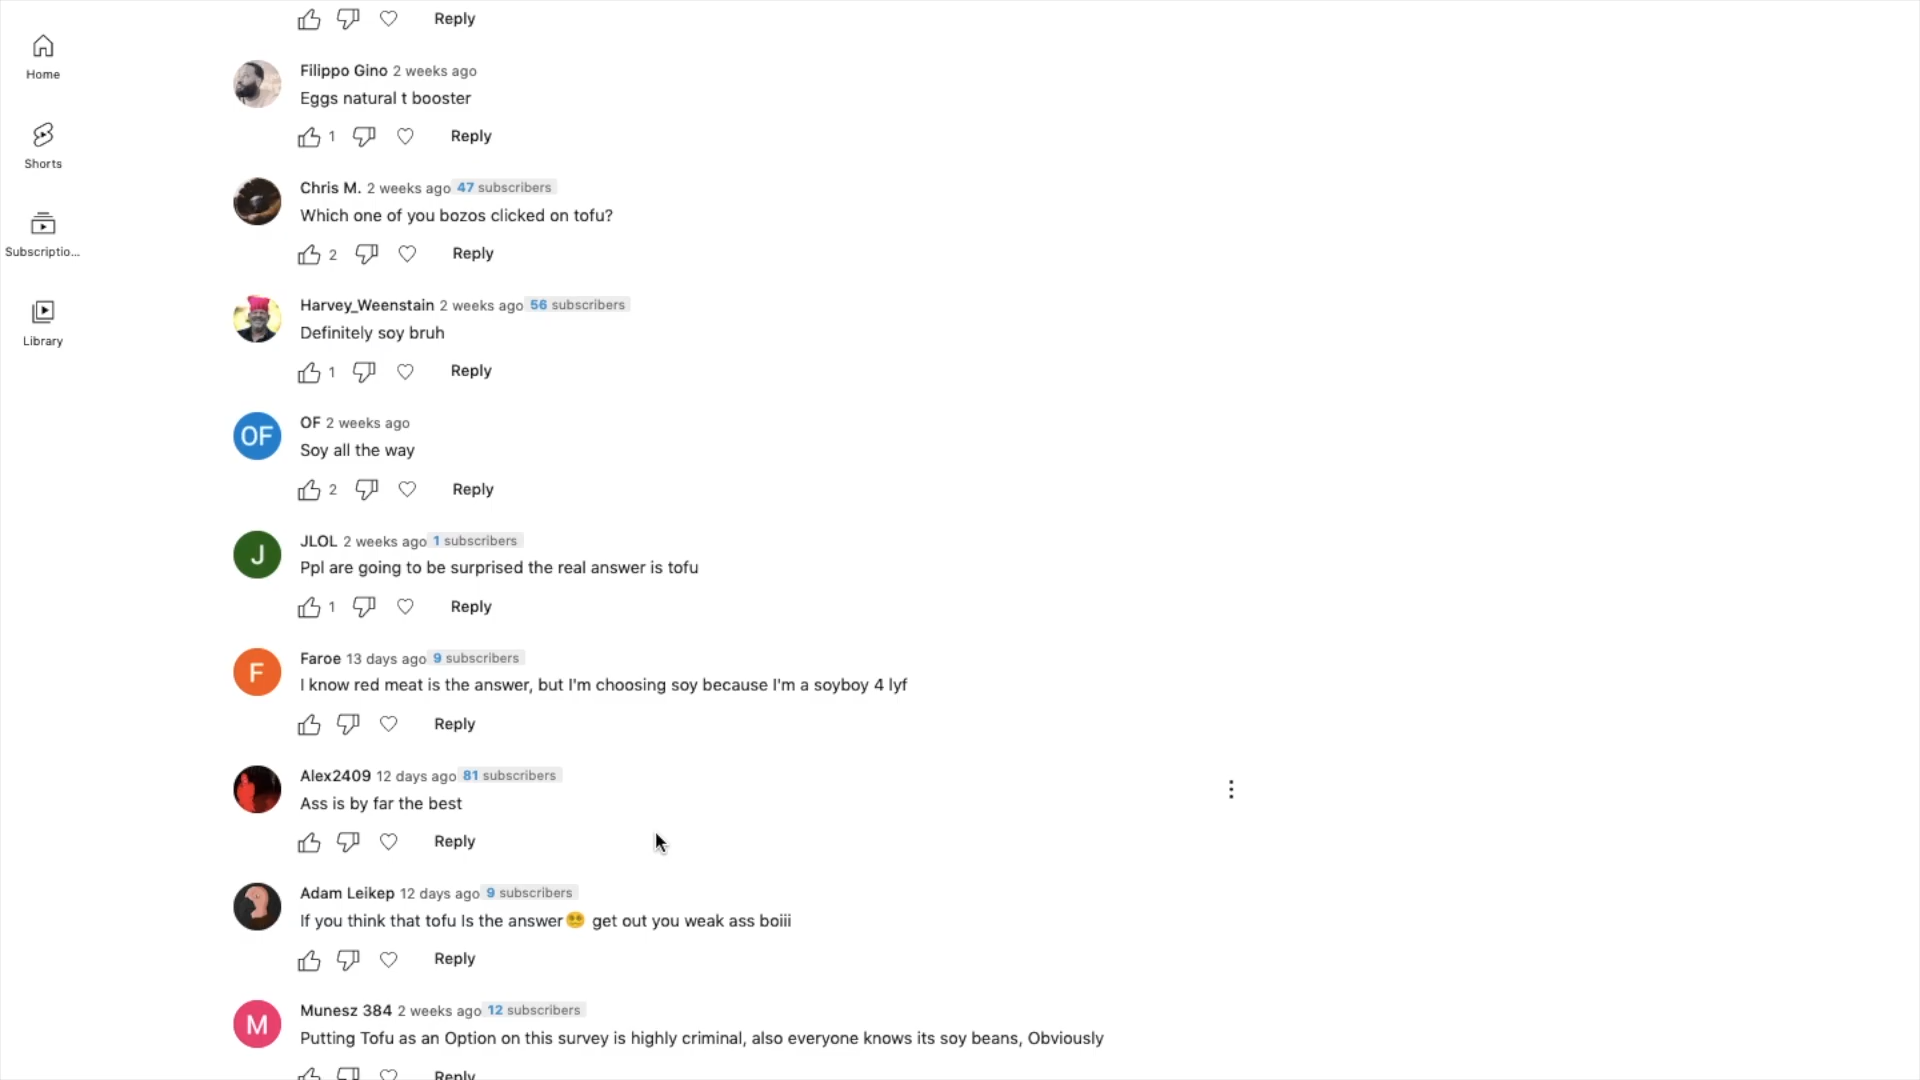 Reply
Home
Filippo Gino 2 weeks ago
Eggs natural t booster
1 Reply
Shorts
Chris M. 2 weeks ago 47 subscribers
Which one of you bozos clicked on tofu?
2 Reply
Subscriptio...
Harvey_Weenstain 2 weeks ago 56 subscribers
Definitely soy bruh
Library
1 Reply
OF
OF 2 weeks ago
Soy all the way
2 Reply
J
JLOL 2 weeks ago 1 subscribers
Ppl are going to be surprised the real answer is tofu
1 Reply
F
Faroe 13 days ago 9 subscribers
I know red meat is the answer, but I'm choosing soy because I'm a soyboy 4 lyf
Reply
Alex2409 12 days ago 81 subscribers
Ass is by far the best
Reply
Adam Leikep 12 days ago 9 subscribers
If you think that tofu Is the answer😵‍💫 get out you weak ass boiii
Reply
M
Munesz 384 2 weeks ago 12 subscribers
Putting Tofu as an Option on this survey is highly criminal, also everyone knows its soy beans, Obviously
Reply